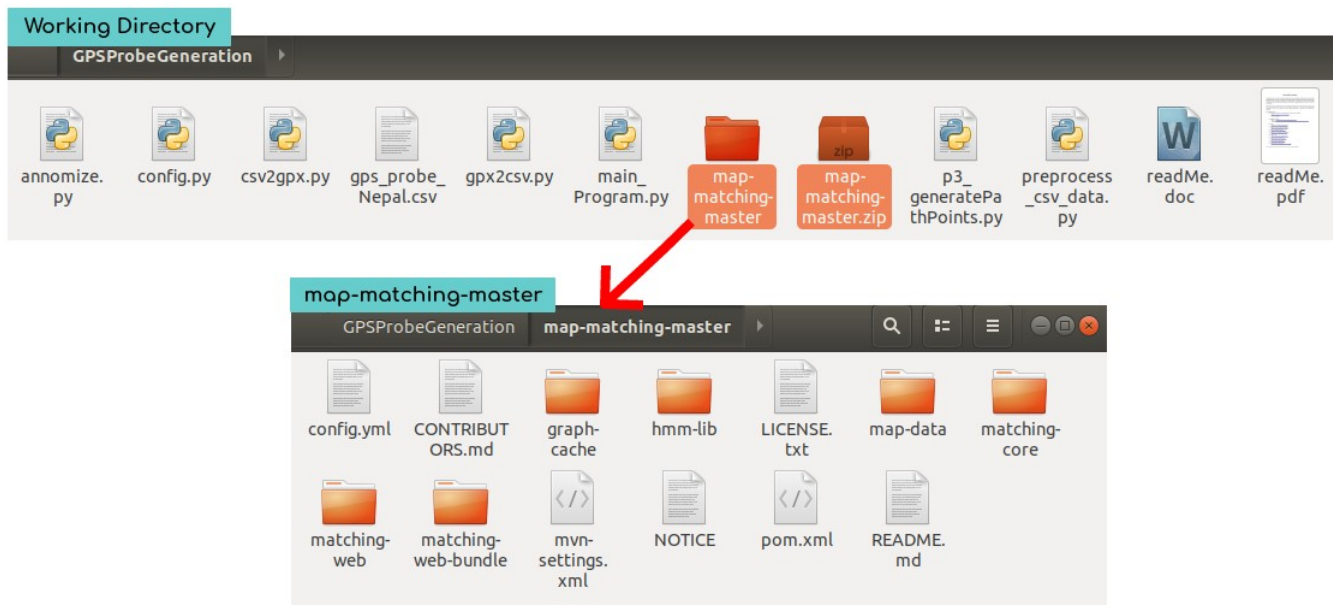 Working Directory
GPSProbeGeneration
annomize.
py
config.py
csv2gpx.py
gps_probe_
Nepal.csv
gpx2csv.py
main_
Program.py
map-
matching-
master
zip
map-
matching-
master.zip
p3_
generatePa
thPoints.py
preprocess
_csv_data.
py
W
readMe.
doc
readMe.
pdf
map-matching-master
GPSProbeGeneration
map-matching-master
config.yml
CONTRIBUT
ORS.md
graph-
cache
hmm-lib
LICENSE.
txt
map-data
matching-
core
matching-
web
matching-
web-bundle
</>
mvn-
settings.
xml
NOTICE
</>
pom.xml
README.
md